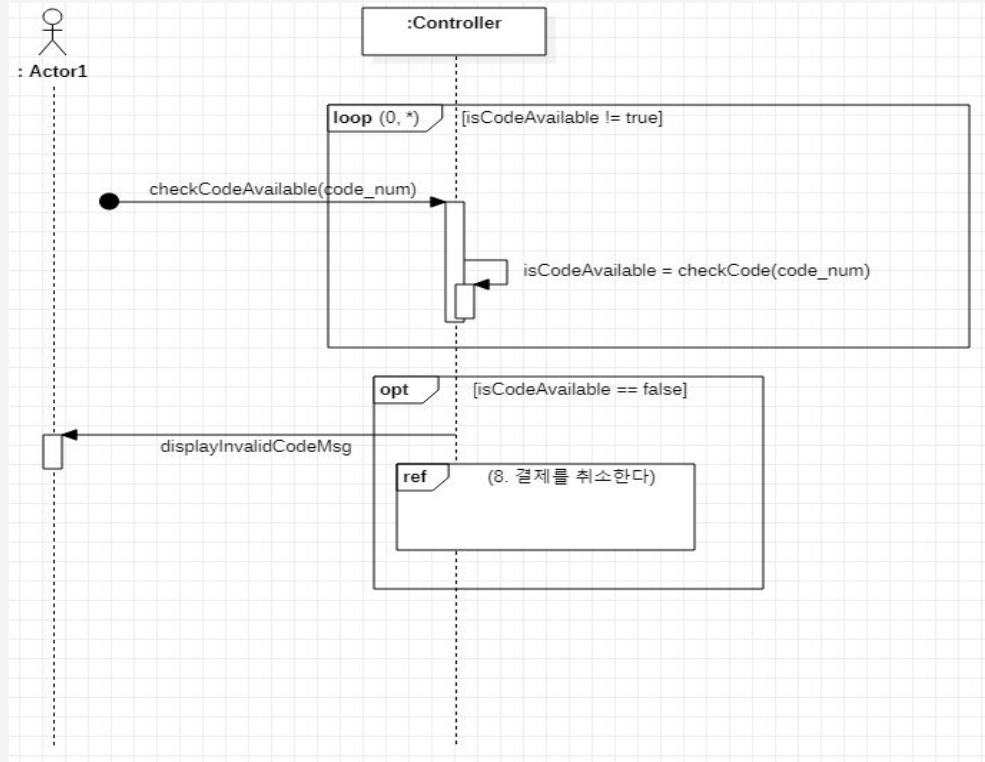 :Controller
: Actor1
loop (0, *) [isCodeAvailable != true]
checkCodeAvailable(code_num)
isCodeAvailable = checkCode(code_num)
opt [isCodeAvailable == false]
displayInvalidCodeMsg
ref (8. 결제를 취소한다)